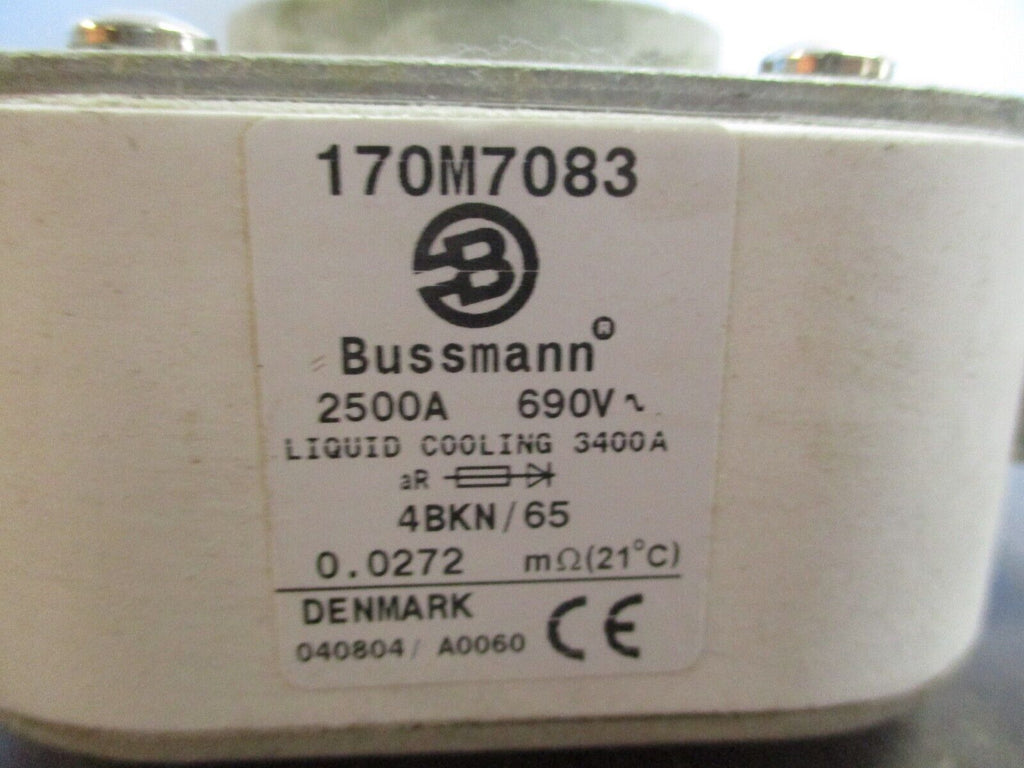 170M7083
B
Bussmann®
2500A 690V~
LIQUID COOLING 3400A
aR
4BKN/65
0.0272 mΩ(21°C)
DENMARK
040804/ A0060 CE